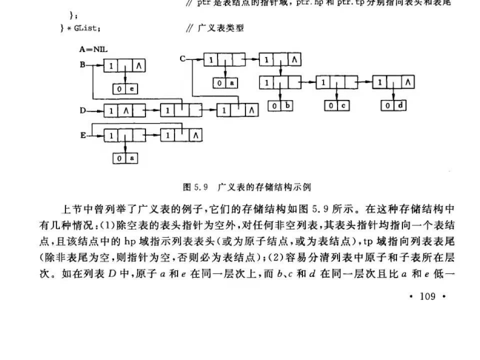 // ptr是表结点的指针域,ptr.hp和ptr.tp分别指向表头和表尾
};
} * GList; // 广义表类型
A=NIL
B 1 ∧ C 1 1 ∧
0 e 0 a 1 1 1 ∧
D 1 ∧ 1 1 ∧ 0 b 0 c 0 d
E 1 1 ∧
0 a
图 5.9 广义表的存储结构示例
上节中曾列举了广义表的例子,它们的存储结构如图 5.9 所示。在这种存储结构中
有几种情况:(1)除空表的表头指针为空外,对任何非空列表,其表头指针均指向一个表结
点,且该结点中的 hp 域指示列表表头(或为原子结点,或为表结点),tp 域指向列表表尾
(除非表尾为空,则指针为空,否则必为表结点);(2)容易分清列表中原子和子表所在层
次。如在列表 D 中,原子 a 和 e 在同一层次上,而 b、c 和 d 在同一层次且比 a 和 e 低一
• 109 •